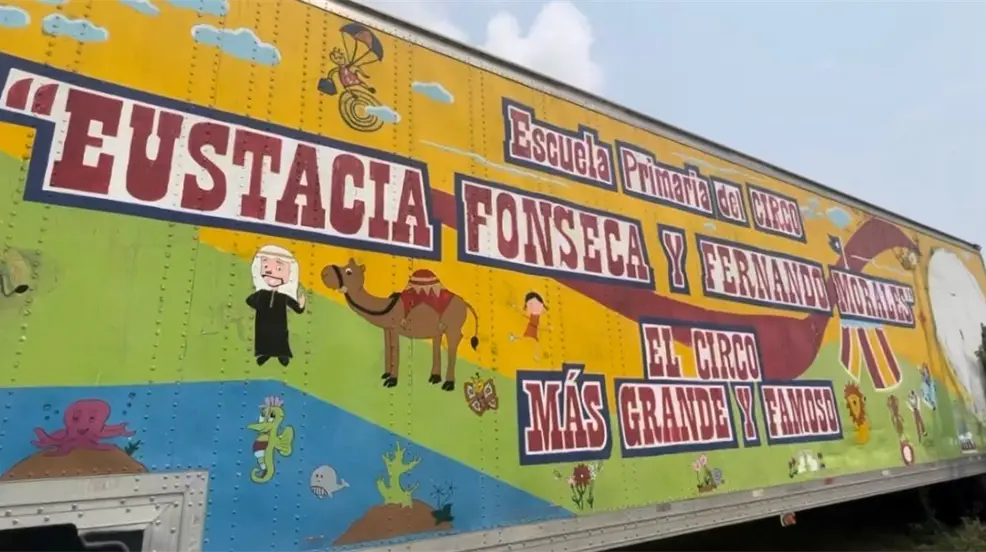 Escuela Primaria del CIRCO
"EUSTACIA FONSECA Y FERNANDO MORALES"
EL CIRCO
MÁS GRANDE Y FAMOSO